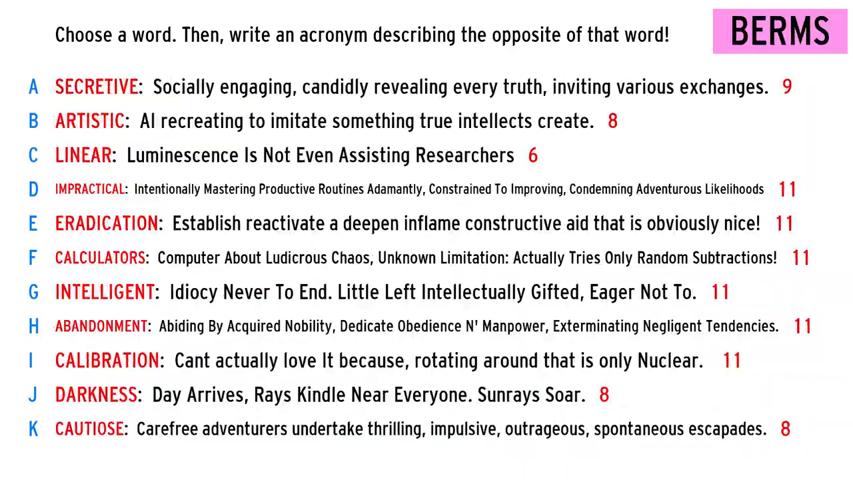 Choose a word. Then, write an acronym describing the opposite of that word!
BERMS
A SECRETIVE: Socially engaging, candidly revealing every truth, inviting various exchanges. 9
B ARTISTIC: AI recreating to imitate something true intellects create. 8
C LINEAR: Luminescence Is Not Even Assisting Researchers 6
D IMPRACTICAL: Intentionally Mastering Productive Routines Adamantly, Constrained To Improving, Condemning Adventurous Likelihoods 11
E ERADICATION: Establish reactivate a deepen inflame constructive aid that is obviously nice! 11
F CALCULATORS: Computer About Ludicrous Chaos, Unknown Limitation: Actually Tries Only Random Subtractions! 11
G INTELLIGENT: Idiocy Never To End. Little Left Intellectually Gifted, Eager Not To. 11
H ABANDONMENT: Abiding By Acquired Nobility, Dedicate Obedience N' Manpower, Exterminating Negligent Tendencies. 11
I CALIBRATION: Cant actually love It because, rotating around that is only Nuclear. 11
J DARKNESS: Day Arrives, Rays Kindle Near Everyone. Sunrays Soar. 8
K CAUTIOSE: Carefree adventurers undertake thrilling, impulsive, outrageous, spontaneous escapades. 8